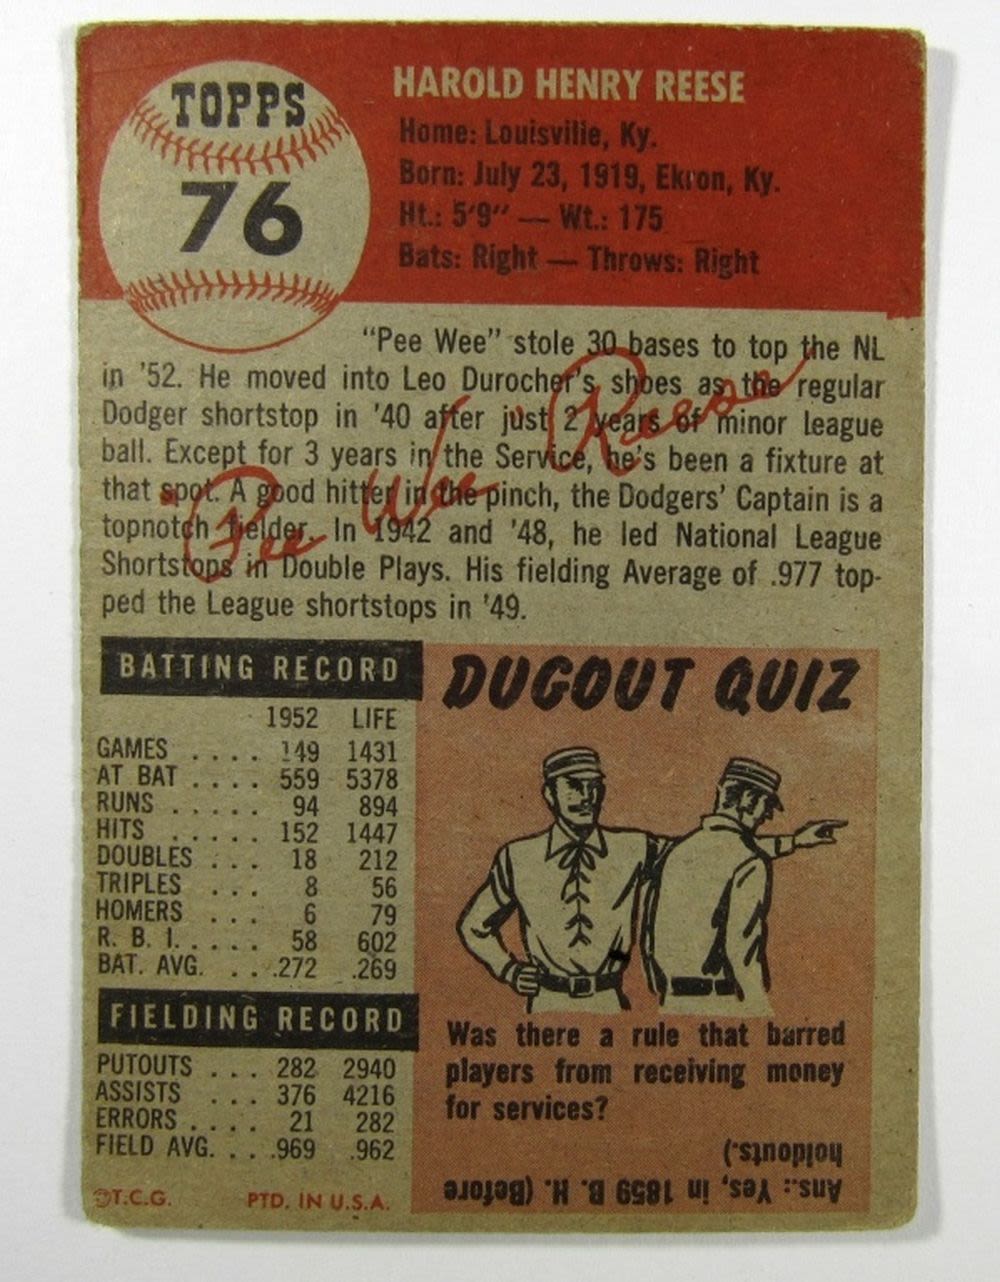 TOPPS
76
HAROLD HENRY REESE
Home: Louisville, Ky.
Born: July 23, 1919, Ekron, Ky.
Ht.: 5'9" — Wt.: 175
Bats: Right — Throws: Right
"Pee Wee" stole 30 bases to top the NL
in '52. He moved into Leo Durocher's shoes as the regular
Dodger shortstop in '40 after just 2 years of minor league
ball. Except for 3 years in the Service, he's been a fixture at
that spot. A good hitter in the pinch, the Dodgers' Captain is a
topnotch fielder. In 1942 and '48, he led National League
Shortstops in Double Plays. His fielding Average of .977 top-
ped the League shortstops in '49.
"Pee Wee" Reese
BATTING RECORD
1952 LIFE
GAMES .... 149 1431
AT BAT .... 559 5378
RUNS ..... 94 894
HITS ..... 152 1447
DOUBLES ... 18 212
TRIPLES ... 8 56
HOMERS ... 6 79
R. B. I. .... 58 602
BAT. AVG. ...272 .269
FIELDING RECORD
PUTOUTS ... 282 2940
ASSISTS ... 376 4216
ERRORS .... 21 282
FIELD AVG. ...969 .962
©T.C.G. PTD. IN U.S.A.
DUGOUT QUIZ
Was there a rule that barred
players from receiving money
for services?
Ans.: Yes, in 1859 B. H. (Before
holdouts.)